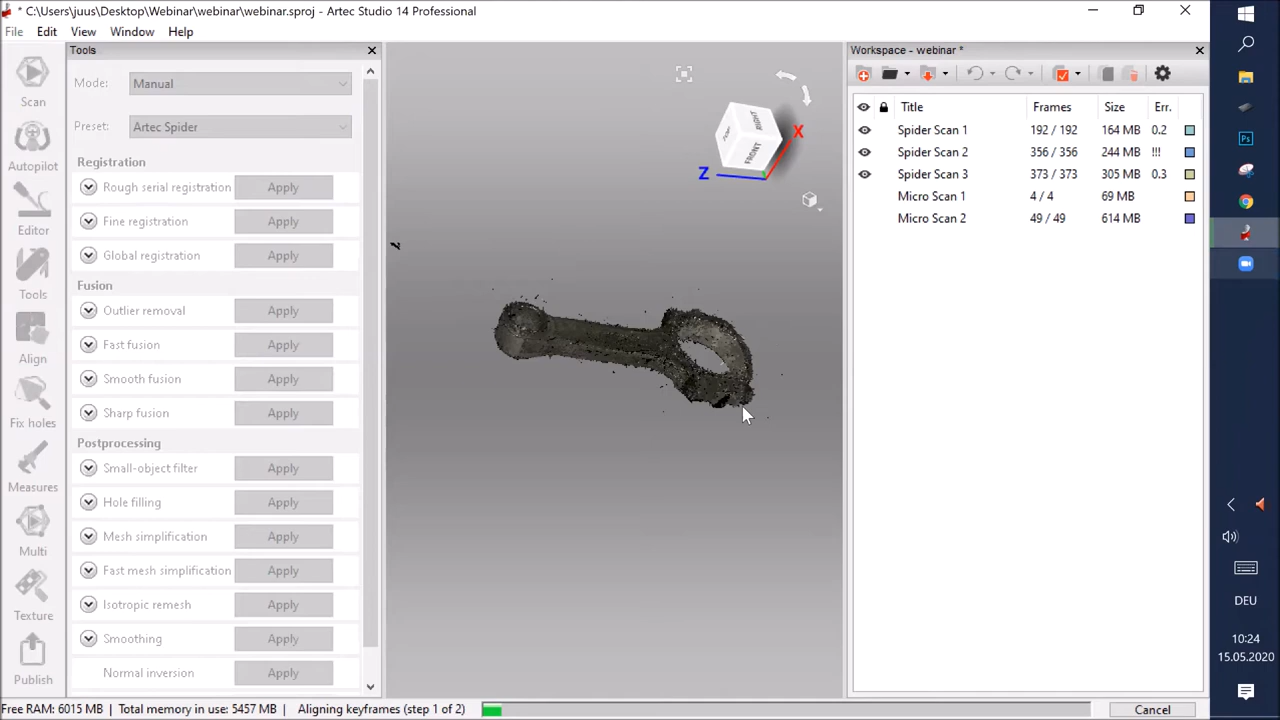 * C:\Users\juus\Desktop\Webinar\webinar\webinar.sproj - Artec Studio 14 Professional
File Edit View Window Help
Scan
Autopilot
Editor
Tools
Align
Fix holes
Measures
Multi
Texture
Publish
Tools
Mode: Manual
Preset: Artec Spider
Registration
Rough serial registration Apply
Fine registration Apply
Global registration Apply
Fusion
Outlier removal Apply
Fast fusion Apply
Smooth fusion Apply
Sharp fusion Apply
Postprocessing
Small-object filter Apply
Hole filling Apply
Mesh simplification Apply
Fast mesh simplification Apply
Isotropic remesh Apply
Smoothing Apply
Normal inversion Apply
RIGHT
FRONT
X
Z
Workspace - webinar *
Title Frames Size Err.
Spider Scan 1 192 / 192 164 MB 0.2
Spider Scan 2 356 / 356 244 MB !!!
Spider Scan 3 373 / 373 305 MB 0.3
Micro Scan 1 4 / 4 69 MB
Micro Scan 2 49 / 49 614 MB
Ps
DEU
10:24
15.05.2020
Free RAM: 6015 MB | Total memory in use: 5457 MB | Aligning keyframes (step 1 of 2) Cancel